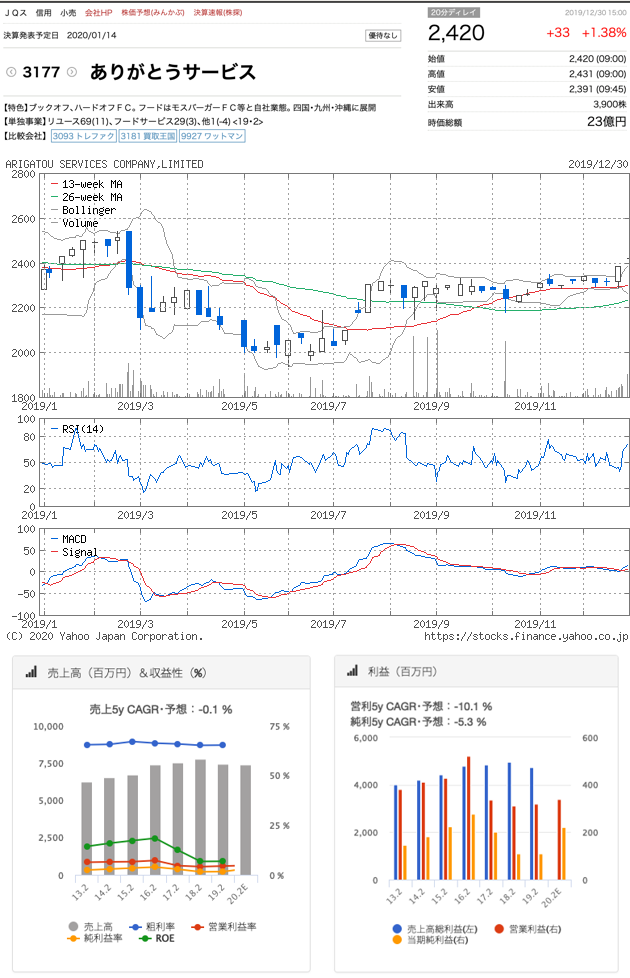 ＪＱス 信用 小売 会社HP 株価予想(みんかぶ) 決算速報(株探)
決算発表予定日 2020/01/14 優待なし
3177 ありがとうサービス
【特色】ブックオフ、ハードオフＦＣ。フードはモスバーガーＦＣ等と自社業態。四国・九州・沖縄に展開
【単独事業】リユース69(11)、フードサービス29(3)、他1(-4) <19・2>
【比較会社】 3093 トレファク 3181 買取王国 9927 ワットマン
20分ディレイ 2019/12/30 15:00
2,420 +33 +1.38%
始値 2,420 (09:00)
高値 2,431 (09:00)
安値 2,391 (09:45)
出来高 3,900株
時価総額 23億円
ARIGATOU SERVICES COMPANY,LIMITED 2019/12/30
2800
2600
2400
2200
2000
1800
13-week MA
26-week MA
Bollinger
Volume
2019/1 2019/3 2019/5 2019/7 2019/9 2019/11
100
80
50
20
0
RSI(14)
2019/1 2019/3 2019/5 2019/7 2019/9 2019/11
100
50
0
-50
-100
MACD
Signal
2019/1 2019/3 2019/5 2019/7 2019/9 2019/11
(C) 2020 Yahoo Japan Corporation. https://stocks.finance.yahoo.co.jp
売上高（百万円）＆収益性（%）
売上5y CAGR・予想：-0.1 %
10,000
7,500
5,000
2,500
0
75 %
50 %
25 %
0 %
13.2 14.2 15.2 16.2 17.2 18.2 19.2 20.2E
売上高 粗利率 営業利益率
純利益率 ROE
利益（百万円）
営利5y CAGR・予想：-10.1 %
純利5y CAGR・予想：-5.3 %
6,000
4,000
2,000
0
600
400
200
0
13.2 14.2 15.2 16.2 17.2 18.2 19.2 20.2E
売上高総利益(左) 営業利益(右)
当期純利益(右)